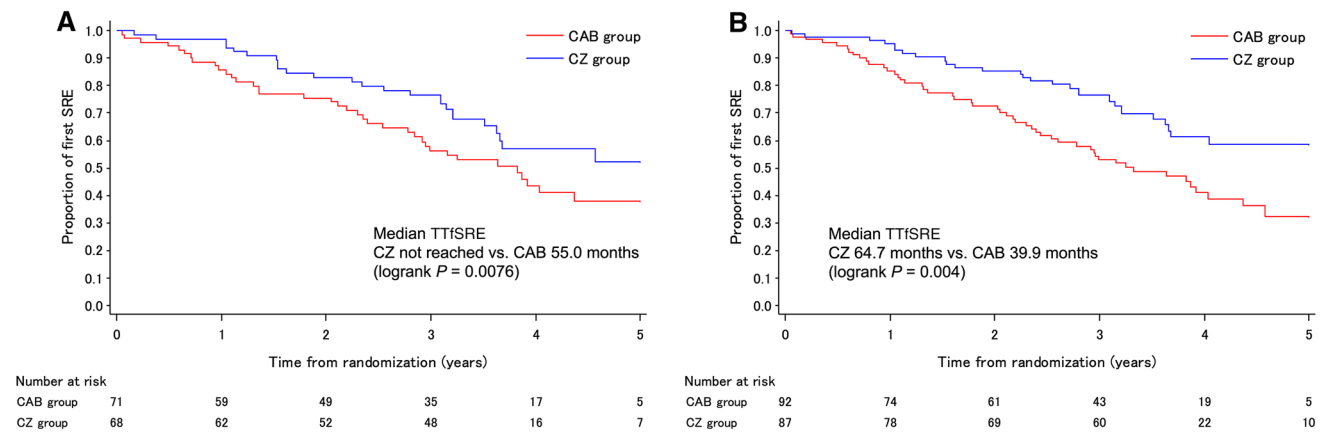 A
CAB group
CZ group
Proportion of first SRE
1.0
0.9
0.8
0.7
0.6
0.5
0.4
0.3
0.2
0.1
0.0
Median TTfSRE
CZ not reached vs. CAB 55.0 months
(logrank P = 0.0076)
0 1 2 3 4 5
Time from randomization (years)
Number at risk
CAB group 71 59 49 35 17 5
CZ group 68 62 52 48 16 7
B
CAB group
CZ group
Proportion of first SRE
1.0
0.9
0.8
0.7
0.6
0.5
0.4
0.3
0.2
0.1
0.0
Median TTfSRE
CZ 64.7 months vs. CAB 39.9 months
(logrank P = 0.004)
0 1 2 3 4 5
Time from randomization (years)
Number at risk
CAB group 92 74 61 43 19 5
CZ group 87 78 69 60 22 10